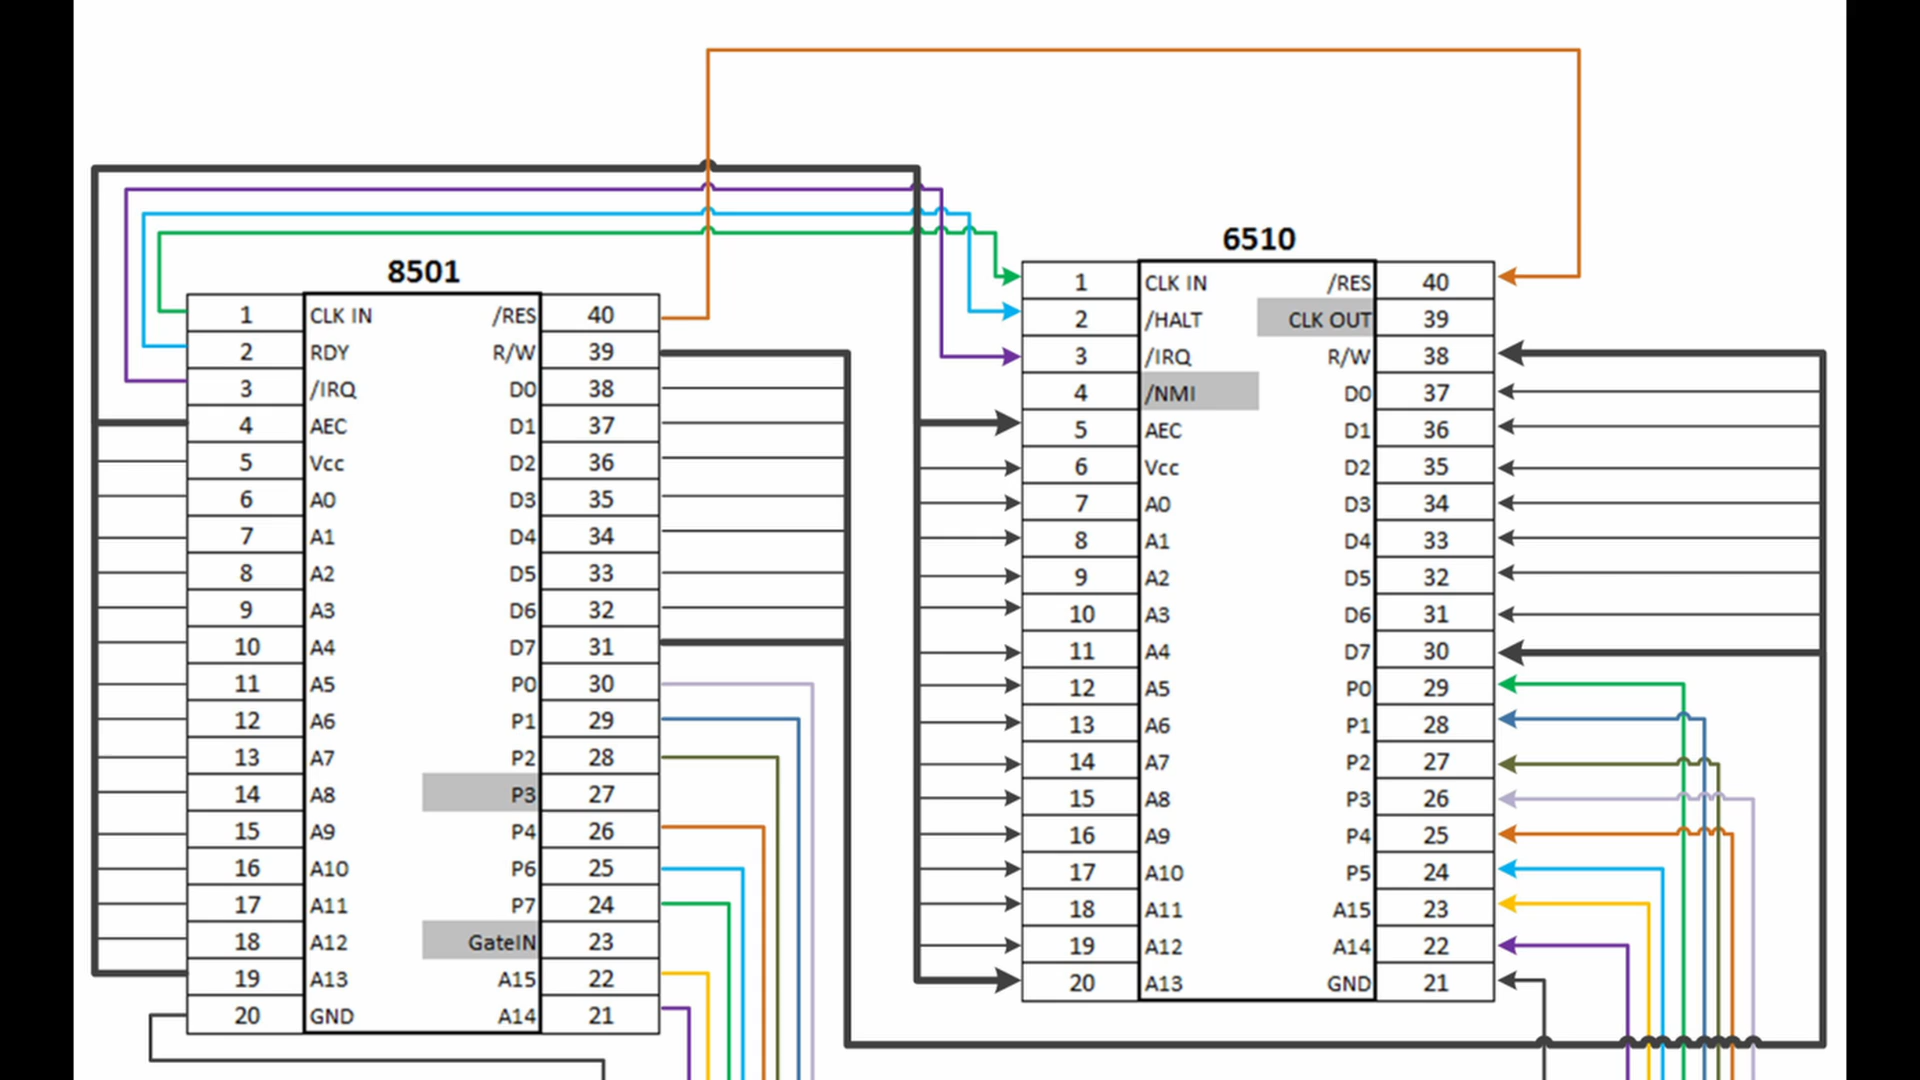 6510
8501
1 CLK IN /RES 40
2 RDY R/W 39
3 /IRQ D0 38
4 AEC D1 37
5 Vcc D2 36
6 A0 D3 35
7 A1 D4 34
8 A2 D5 33
9 A3 D6 32
10 A4 D7 31
11 A5 P0 30
12 A6 P1 29
13 A7 P2 28
14 A8 P3 27
15 A9 P4 26
16 A10 P6 25
17 A11 P7 24
18 A12 GateIN 23
19 A13 A15 22
20 GND A14 21
1 CLK IN /RES 40
2 /HALT CLK OUT 39
3 /IRQ R/W 38
4 /NMI D0 37
5 AEC D1 36
6 Vcc D2 35
7 A0 D3 34
8 A1 D4 33
9 A2 D5 32
10 A3 D6 31
11 A4 D7 30
12 A5 P0 29
13 A6 P1 28
14 A7 P2 27
15 A8 P3 26
16 A9 P4 25
17 A10 P5 24
18 A11 A15 23
19 A12 A14 22
20 A13 GND 21